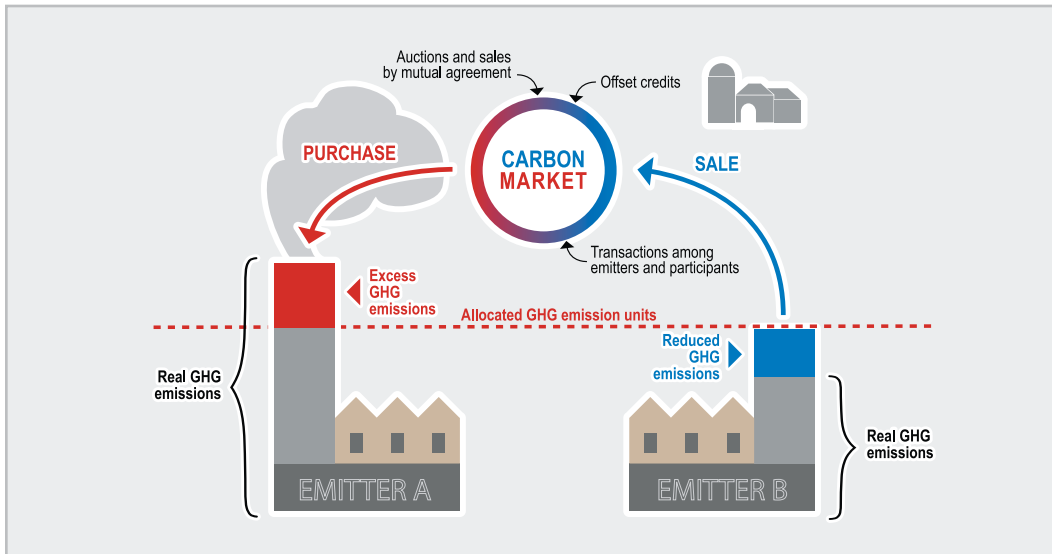 Auctions and sales
by mutual agreement
Offset credits
PURCHASE
CARBON
MARKET
SALE
Transactions among
emitters and participants
Excess
GHG
emissions
Allocated GHG emission units
Reduced
GHG
emissions
Real GHG
emissions
Real GHG
emissions
EMITTER A
EMITTER B